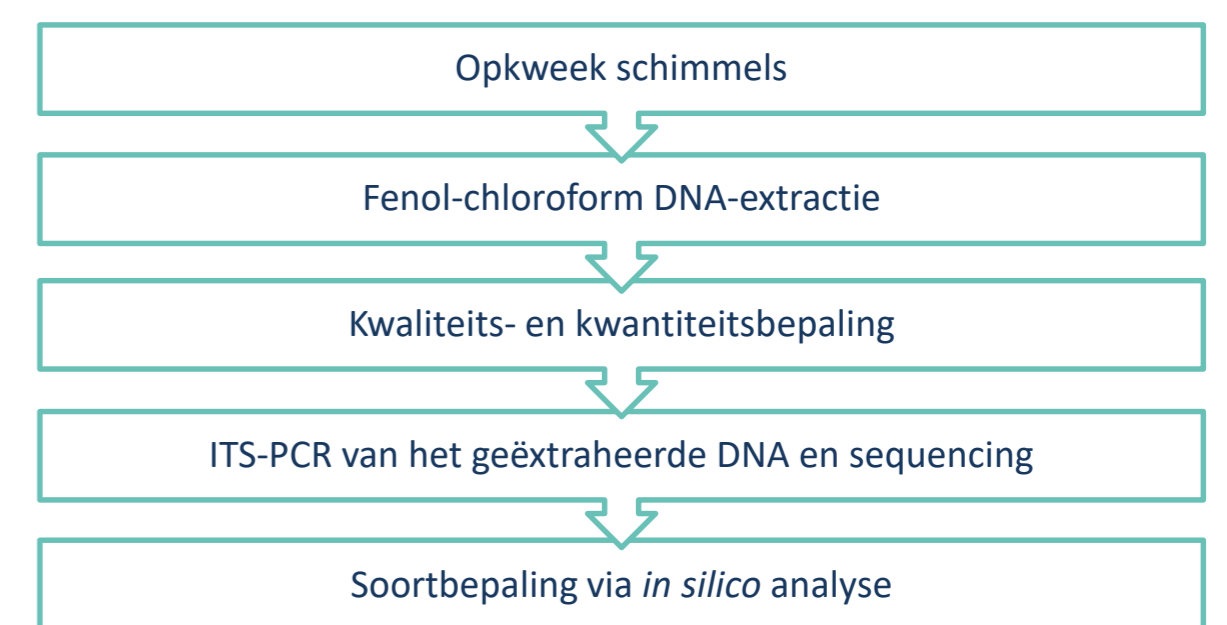 Opkweek schimmels
Fenol-chloroform DNA-extractie
Kwaliteits- en kwantiteitsbepaling
ITS-PCR van het geëxtraheerde DNA en sequencing
Soortbepaling via in silico analyse